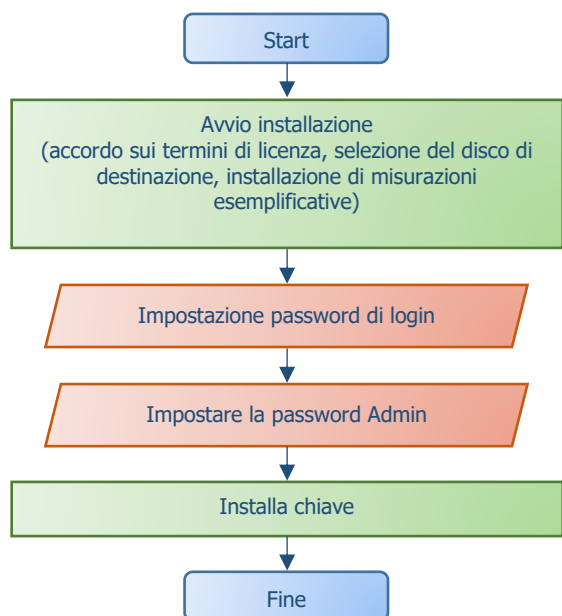 Start
Avvio installazione
(accordo sui termini di licenza, selezione del disco di
destinazione, installazione di misurazioni
esemplificative)
Impostazione password di login
Impostare la password Admin
Installa chiave
Fine